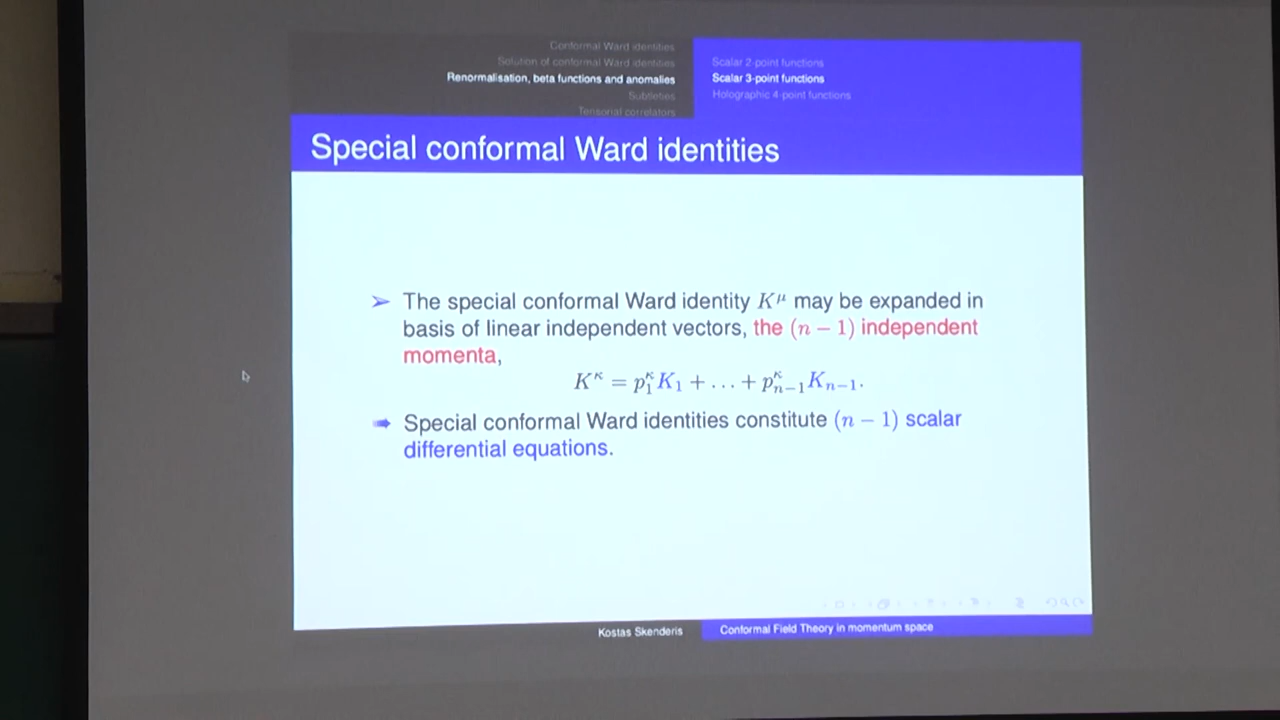 Conformal Ward identities
Solution of conformal Ward identities
Renormalisation, beta functions and anomalies
Subtleties
Tensorial correlators
Scalar 2-point functions
Scalar 3-point functions
Holographic 4-point functions
Special conformal Ward identities
➢ The special conformal Ward identity K^μ may be expanded in
basis of linear independent vectors, the (n − 1) independent
momenta,
K^κ = p_1^κ K_1 + … + p_{n−1}^κ K_{n−1}.
➡ Special conformal Ward identities constitute (n − 1) scalar
differential equations.
Kostas Skenderis
Conformal Field Theory in momentum space